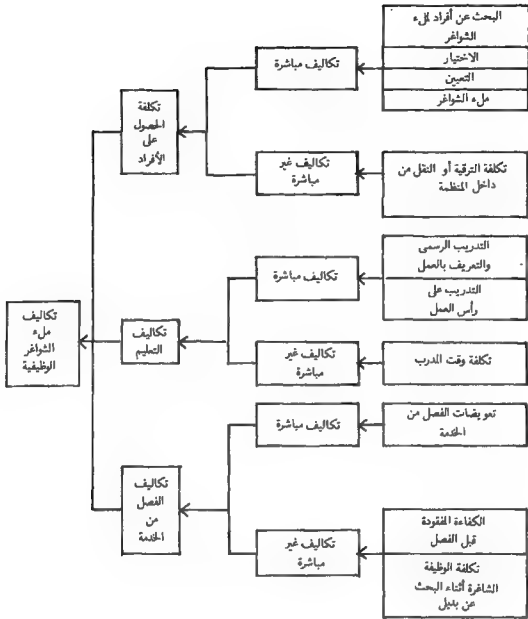 البحث عن أفراد لملء
الشواغر
الاختيار
التعيين
ملء الشواغر
تكاليف مباشرة
تكلفة
الحصول
على
الأفراد
تكاليف غير
مباشرة
تكلفة الترقية أو النقل من
داخل المنظمة
التدريب الرسمى
والتعريف بالعمل
التدريب على
رأس العمل
تكاليف مباشرة
تكاليف
ملء
الشواغر
الوظيفية
تكاليف
التعليم
تكاليف غير
مباشرة
تكلفة وقت المدرب
تعويضات الفصل من
الخدمة
تكاليف مباشرة
تكاليف
الفصل
من
الخدمة
تكاليف غير
مباشرة
الكفاءة المفقودة
قبل الفصل
تكلفة الوظيفة
الشاغرة أثناء البحث
عن بديل